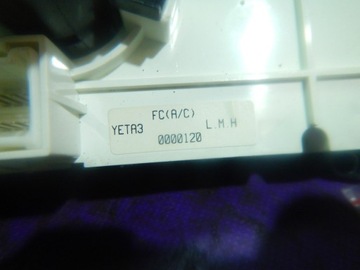 FC(A/C)
YETA3 L.M.A
0000120